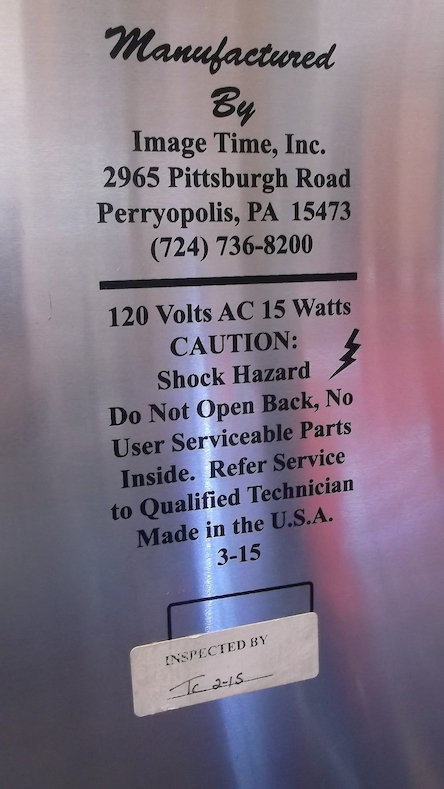 Manufactured
By
Image Time, Inc.
2965 Pittsburgh Road
Perryopolis, PA 15473
(724) 736-8200
120 Volts AC 15 Watts
CAUTION:
Shock Hazard
Do Not Open Back, No
User Serviceable Parts
Inside. Refer Service
to Qualified Technician
Made in the U.S.A.
3-15
INSPECTED BY
Tc 2-15